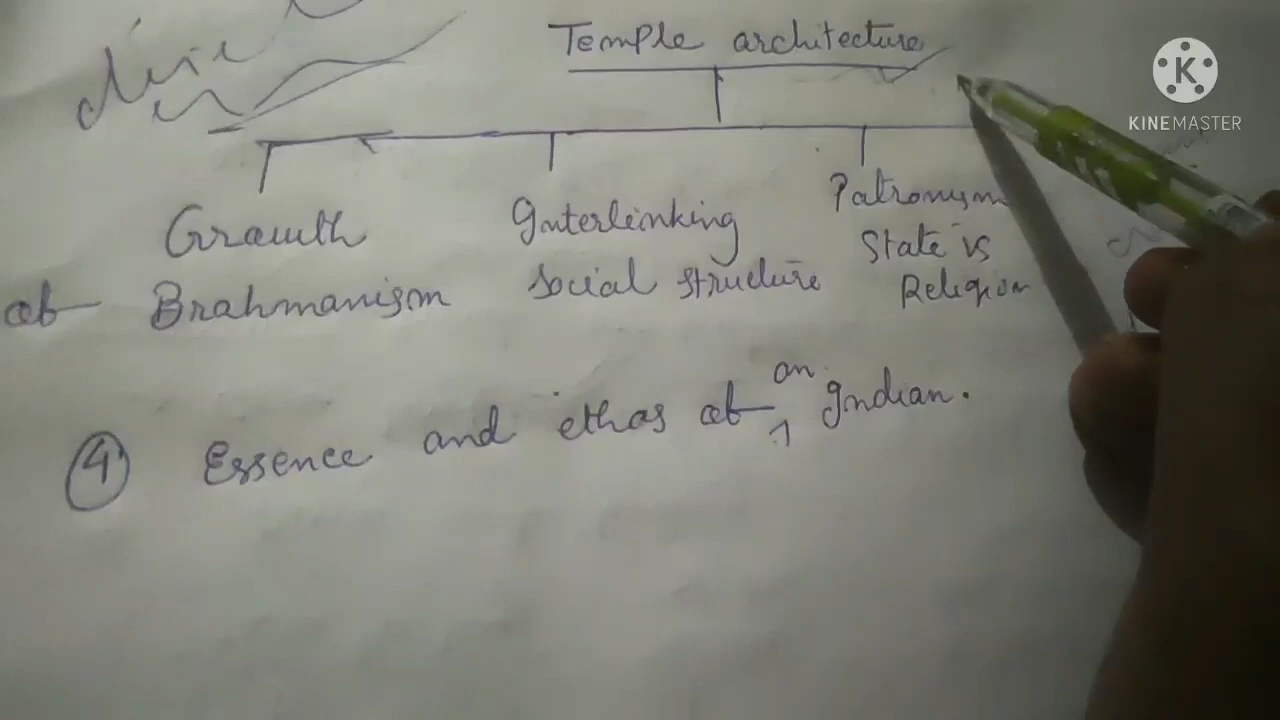 Temple architecture
Growth
of Brahmanism
Interlinking
Social structure
Patronism
State vs
Religion
④ Essence and ethos of an Indian.
KINEMASTER